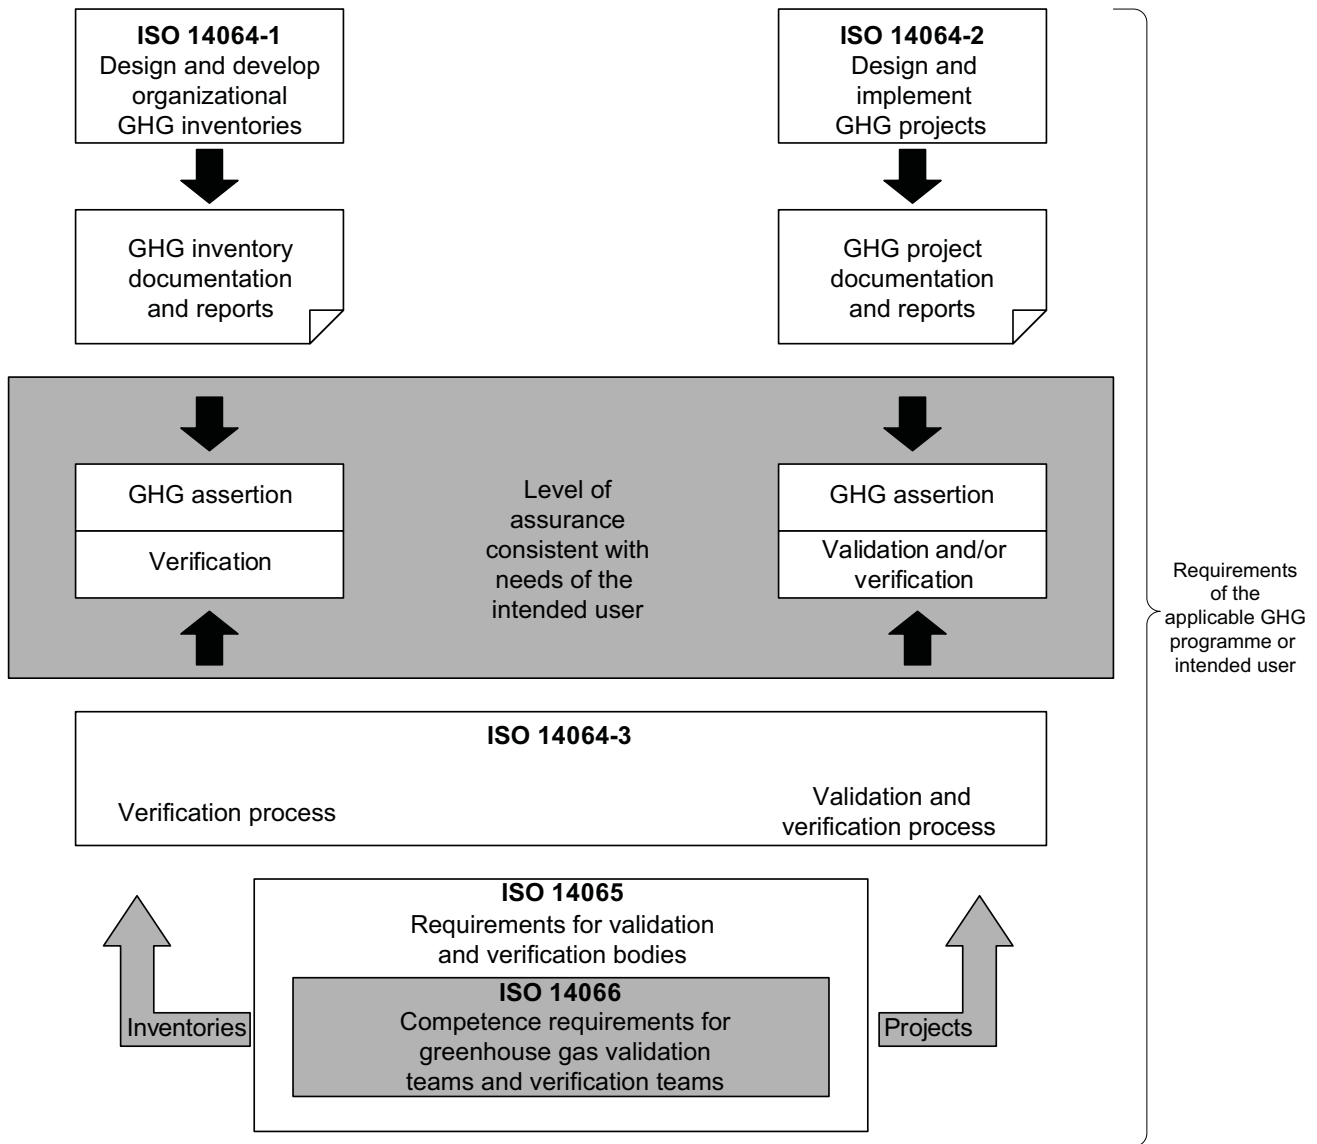 ISO 14064-1
Design and develop
organizational
GHG inventories
ISO 14064-2
Design and
implement
GHG projects
GHG inventory
documentation
and reports
GHG project
documentation
and reports
GHG assertion
Verification
Level of
assurance
consistent with
needs of the
intended user
GHG assertion
Validation and/or
verification
Requirements
of the
applicable GHG
programme or
intended user
ISO 14064-3
Verification process
Validation and
verification process
ISO 14065
Requirements for validation
and verification bodies
ISO 14066
Competence requirements for
greenhouse gas validation
teams and verification teams
Inventories
Projects